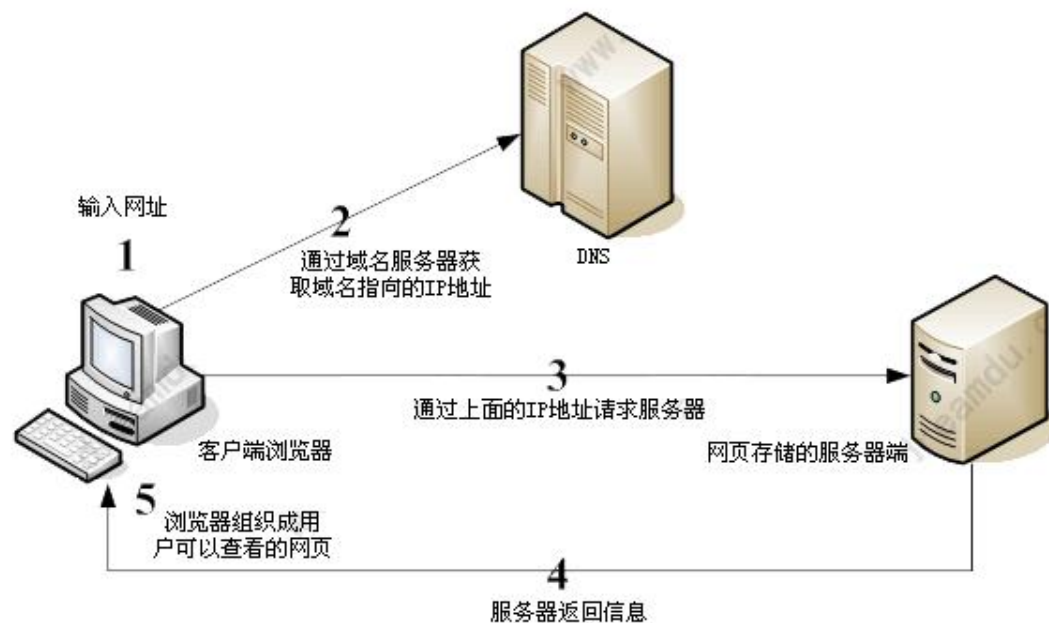 输入网址
1
2
通过域名服务器获
取域名指向的IP地址
DNS
3
通过上面的IP地址请求服务器
客户端浏览器
网页存储的服务器端
5
浏览器组织成用
户可以查看的网页
4
服务器返回信息